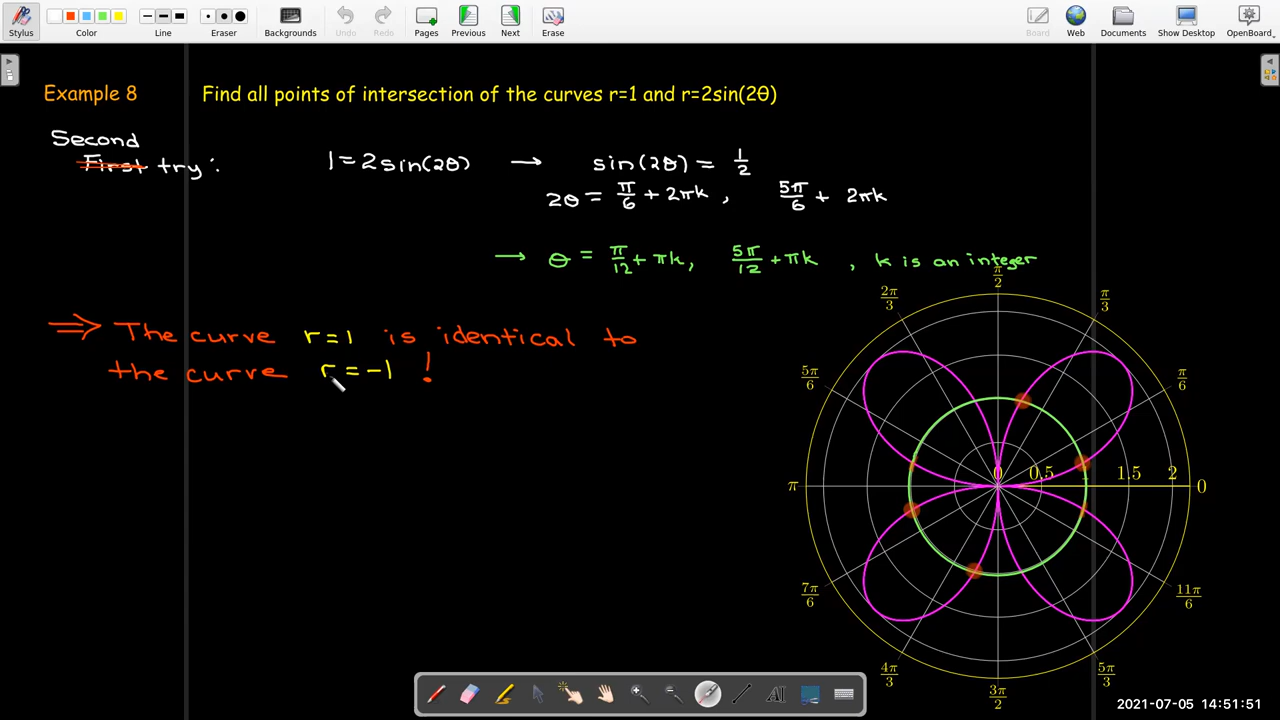 Stylus Color Line Eraser Backgrounds Undo Redo Pages Previous Next Erase Board Web Documents Show Desktop OpenBoard
Example 8 Find all points of intersection of the curves r=1 and r=2sin(2θ)
Second
First try:
1=2sin(2θ) → sin(2θ) = 1/2
2θ = π/6 + 2πk, 5π/6 + 2πk
→ θ = π/12 + πk, 5π/12 + πk , k is an integer
⇒ The curve r=1 is identical to
the curve r=-1 !
π/2
2π/3 π/3
5π/6 π/6
π 0 0.5 1 1.5 2 0
7π/6 11π/6
4π/3 5π/3
3π/2
AI
2021-07-05 14:51:51